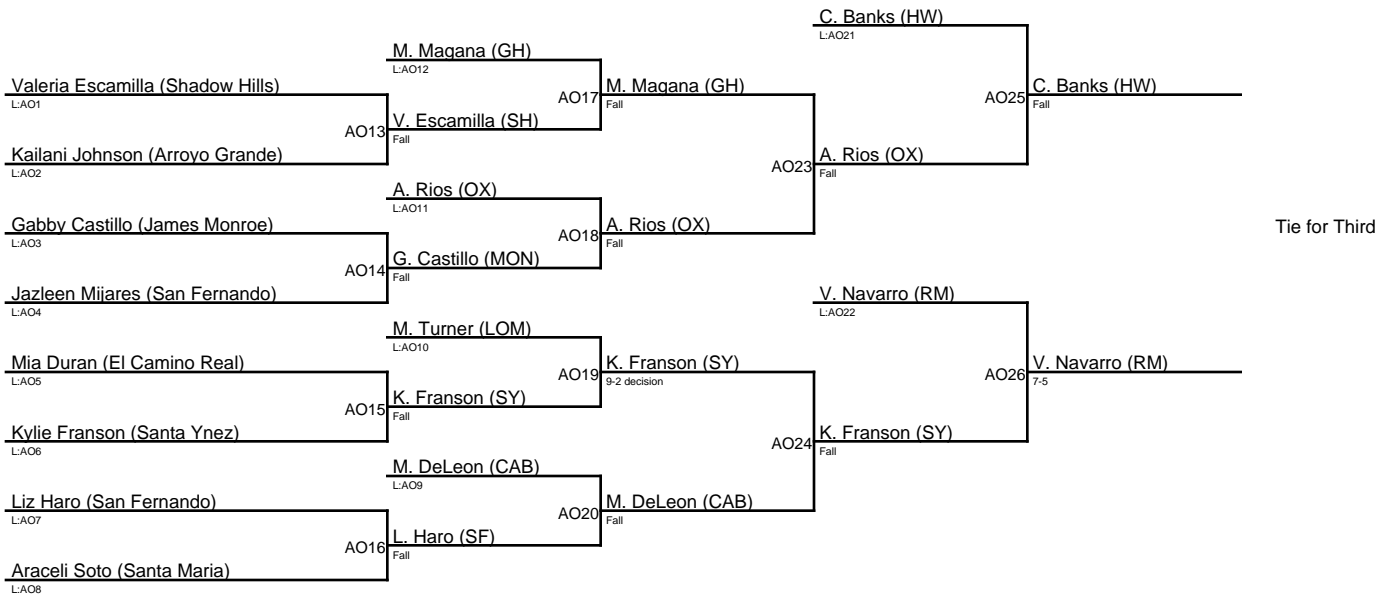 C. Banks (HW)
L:AO21
M. Magana (GH)
L:AO12
Valeria Escamilla (Shadow Hills)
L:AO1
AO17
M. Magana (GH)
Fall
AO25
C. Banks (HW)
Fall
AO13
V. Escamilla (SH)
Fall
Kailani Johnson (Arroyo Grande)
L:AO2
AO23
A. Rios (OX)
Fall
A. Rios (OX)
L:AO11
Gabby Castillo (James Monroe)
L:AO3
AO18
A. Rios (OX)
Fall
Tie for Third
AO14
G. Castillo (MON)
Fall
Jazleen Mijares (San Fernando)
L:AO4
V. Navarro (RM)
L:AO22
M. Turner (LOM)
L:AO10
Mia Duran (El Camino Real)
L:AO5
AO19
K. Franson (SY)
9-2 decision
AO26
V. Navarro (RM)
7-5
AO15
K. Franson (SY)
Fall
Kylie Franson (Santa Ynez)
L:AO6
AO24
K. Franson (SY)
Fall
M. DeLeon (CAB)
L:AO9
Liz Haro (San Fernando)
L:AO7
AO20
M. DeLeon (CAB)
Fall
AO16
L. Haro (SF)
Fall
Araceli Soto (Santa Maria)
L:AO8